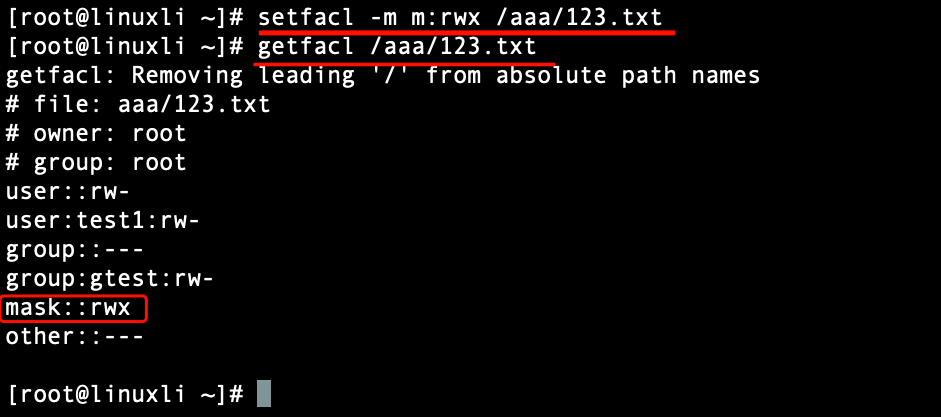 [root@linuxli ~]# setfacl -m m:rwx /aaa/123.txt
[root@linuxli ~]# getfacl /aaa/123.txt
getfacl: Removing leading '/' from absolute path names
# file: aaa/123.txt
# owner: root
# group: root
user::rw-
user:test1:rw-
group::---
group:gtest:rw-
mask::rwx
other::---
[root@linuxli ~]#